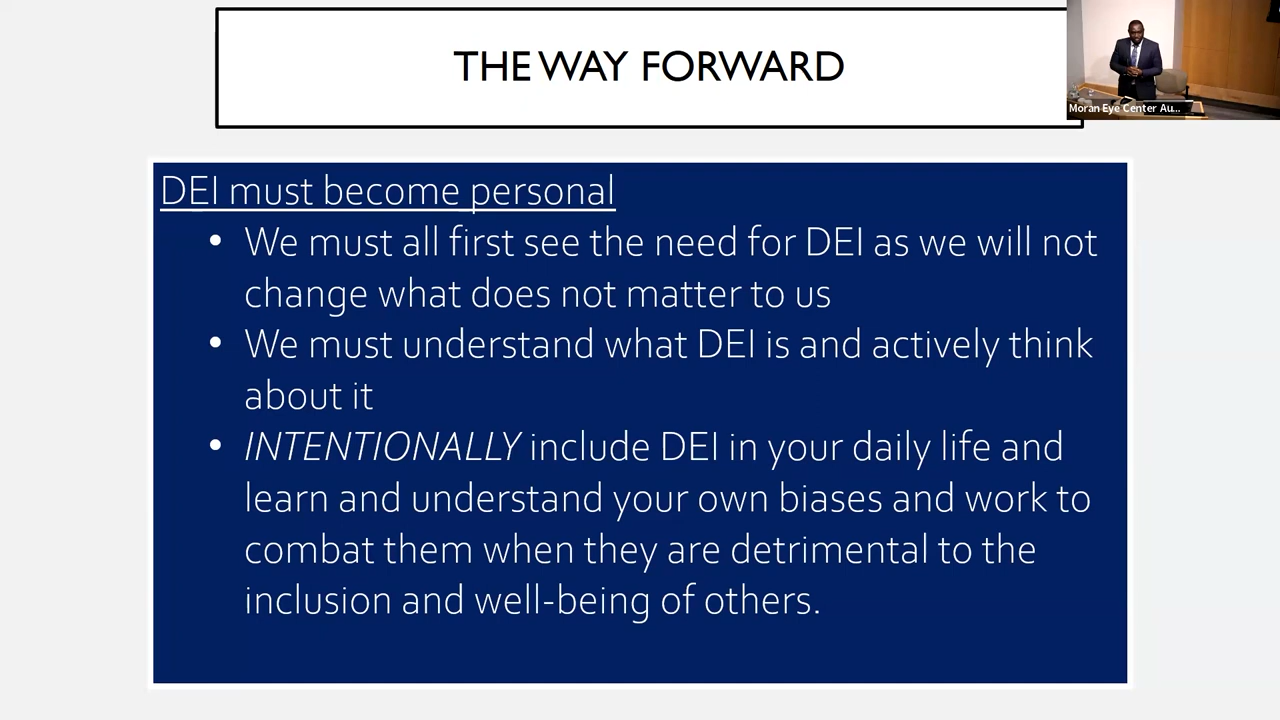 THE WAY FORWARD
Moran Eye Center Au...
DEI must become personal
• We must all first see the need for DEI as we will not
change what does not matter to us
• We must understand what DEI is and actively think
about it
• INTENTIONALLY include DEI in your daily life and
learn and understand your own biases and work to
combat them when they are detrimental to the
inclusion and well-being of others.